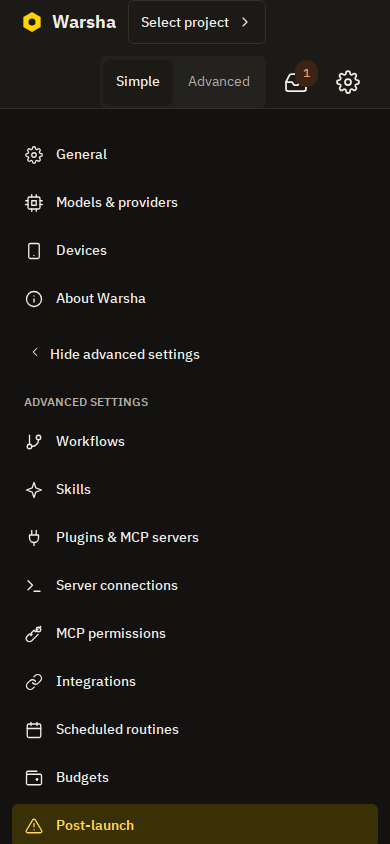 Warsha
Select project
Simple
Advanced
1
General
Models & providers
Devices
About Warsha
Hide advanced settings
ADVANCED SETTINGS
Workflows
Skills
Plugins & MCP servers
Server connections
MCP permissions
Integrations
Scheduled routines
Budgets
Post-launch